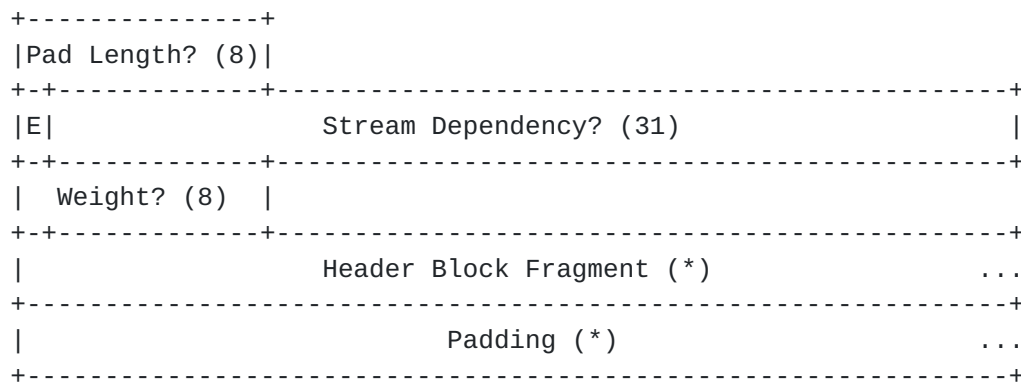 +---------------+
|Pad Length? (8)|
+-+-------------+-----------------------------------------------+
|E|                 Stream Dependency? (31)                     |
+-+-------------+-----------------------------------------------+
|  Weight? (8)  |
+-+-------------+-----------------------------------------------+
|                   Header Block Fragment (*)                 ...
+---------------------------------------------------------------+
|                           Padding (*)                       ...
+---------------------------------------------------------------+